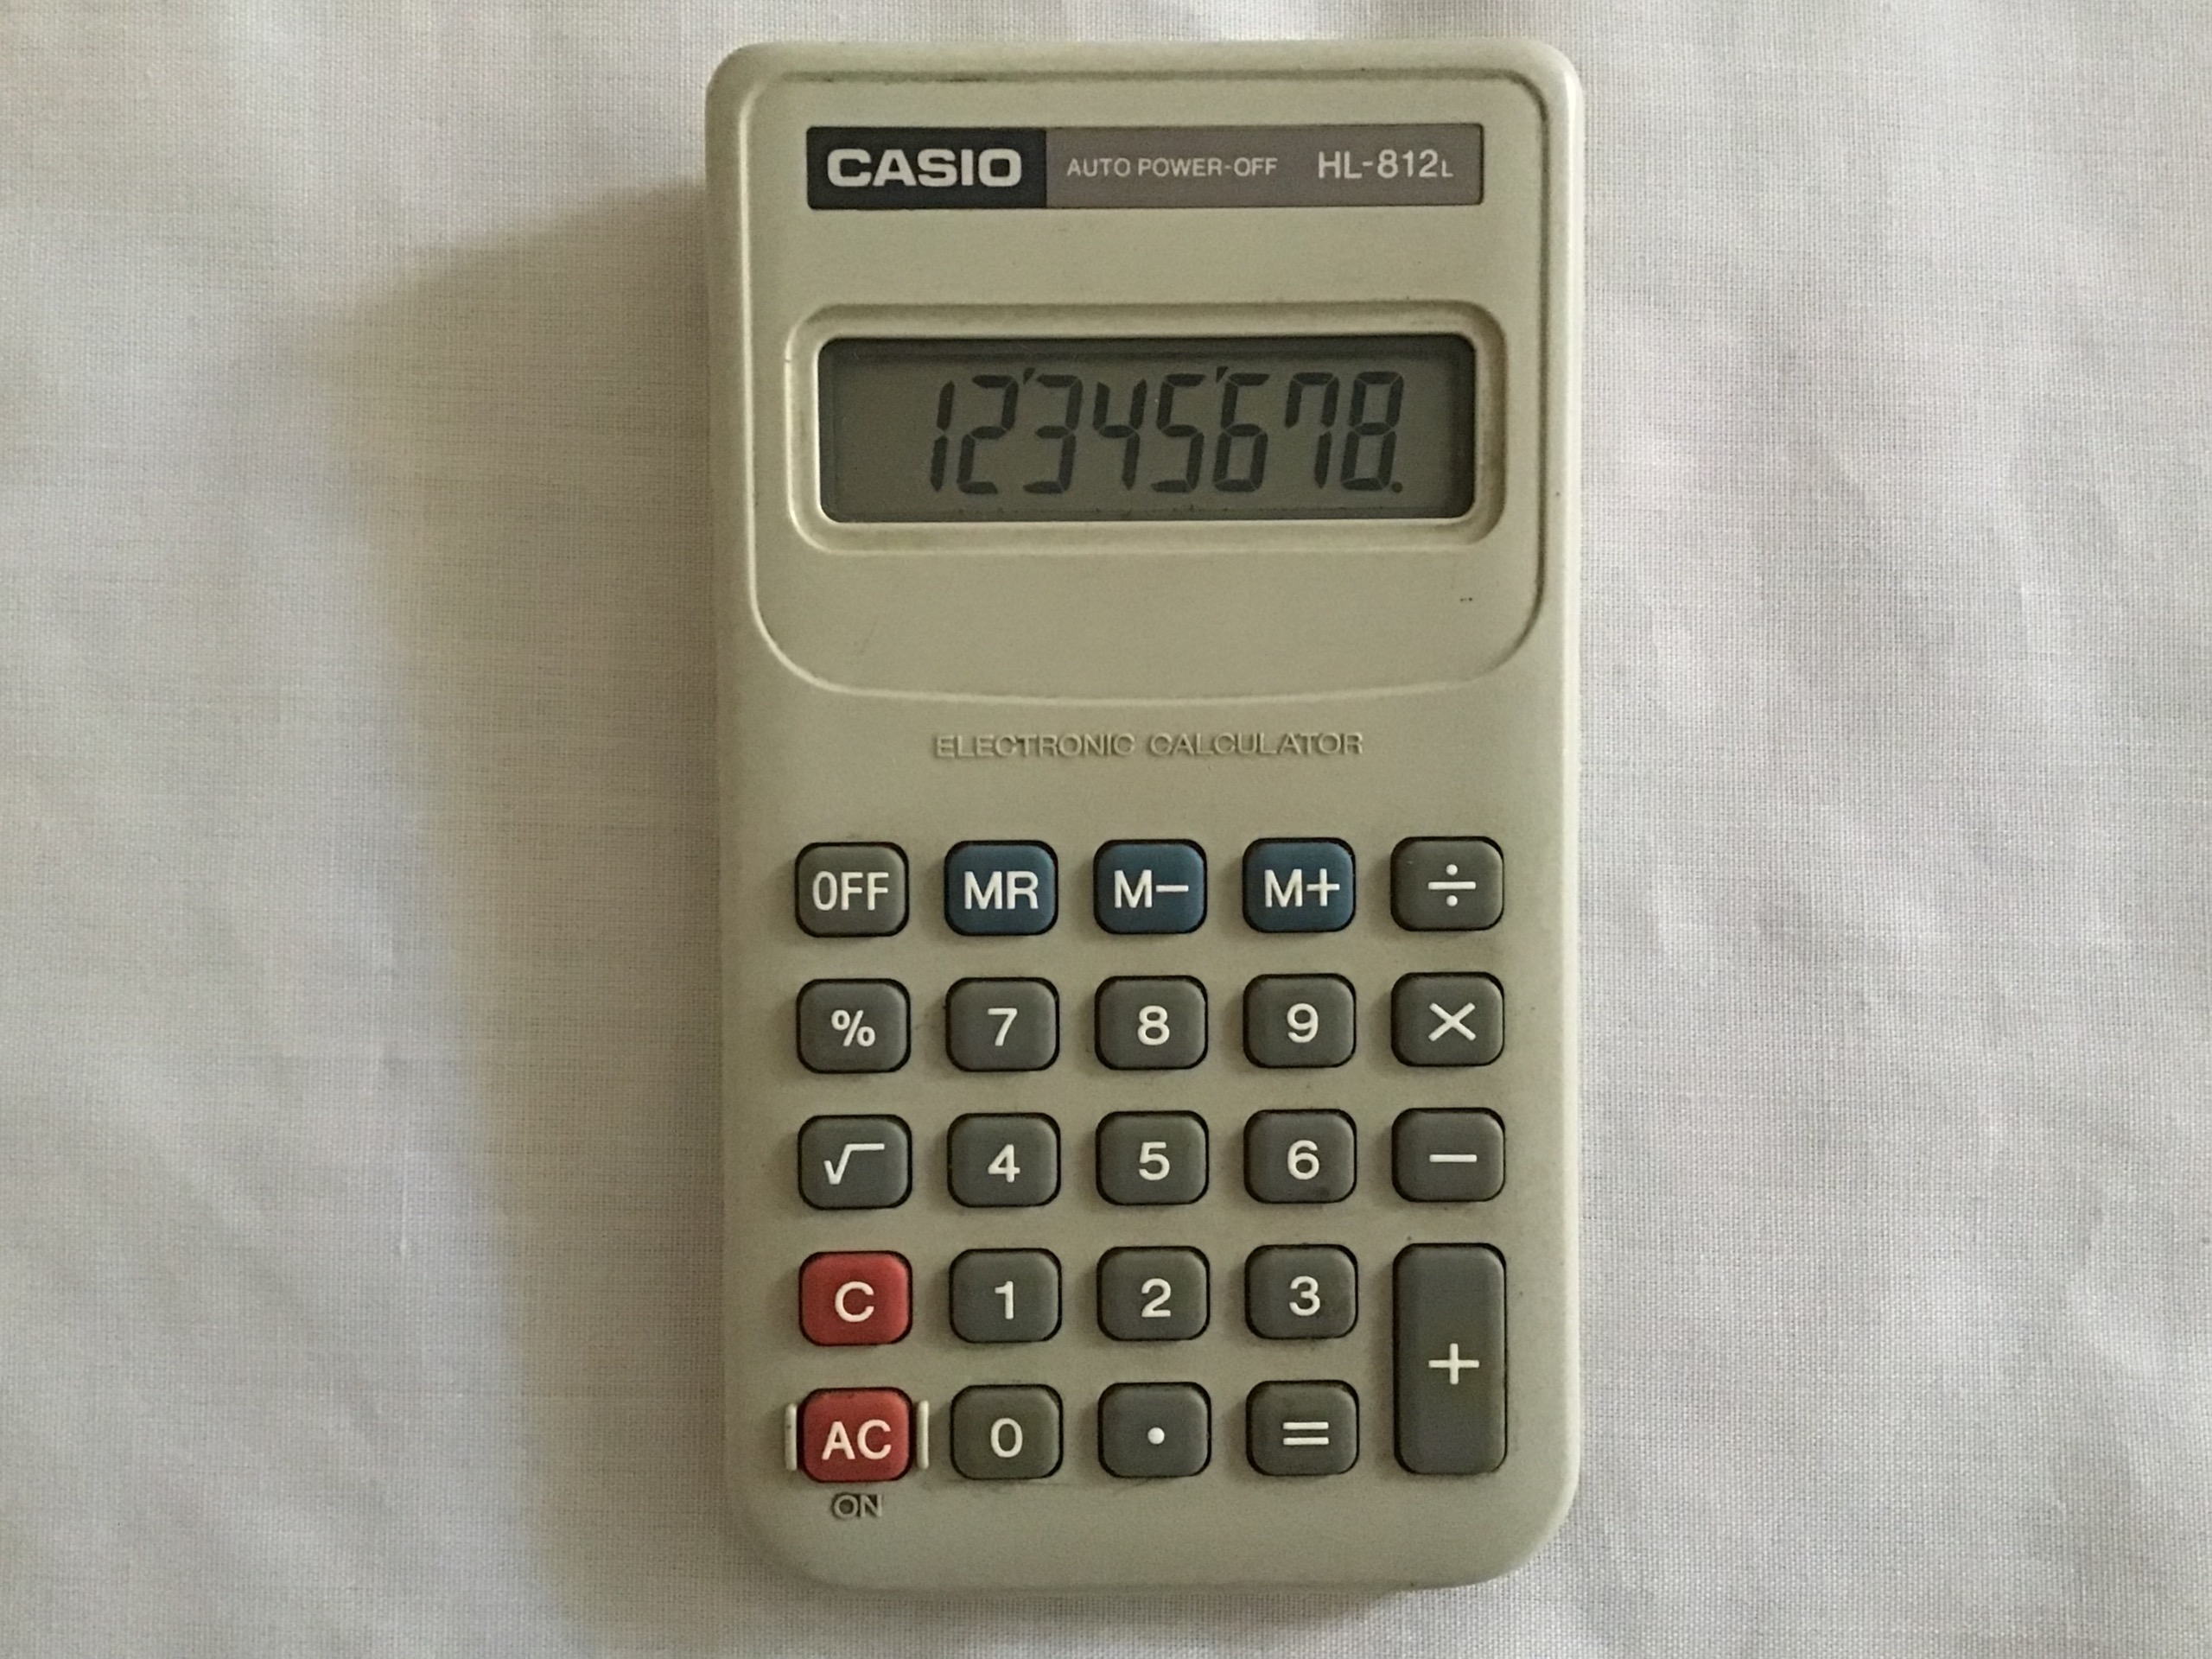 CASIO AUTO POWER-OFF HL-812L
12'345'678.
ELECTRONIC CALCULATOR
OFF MR M− M+ ÷
% 7 8 9 ×
√ 4 5 6 −
C 1 2 3
+
AC 0 · =
ON